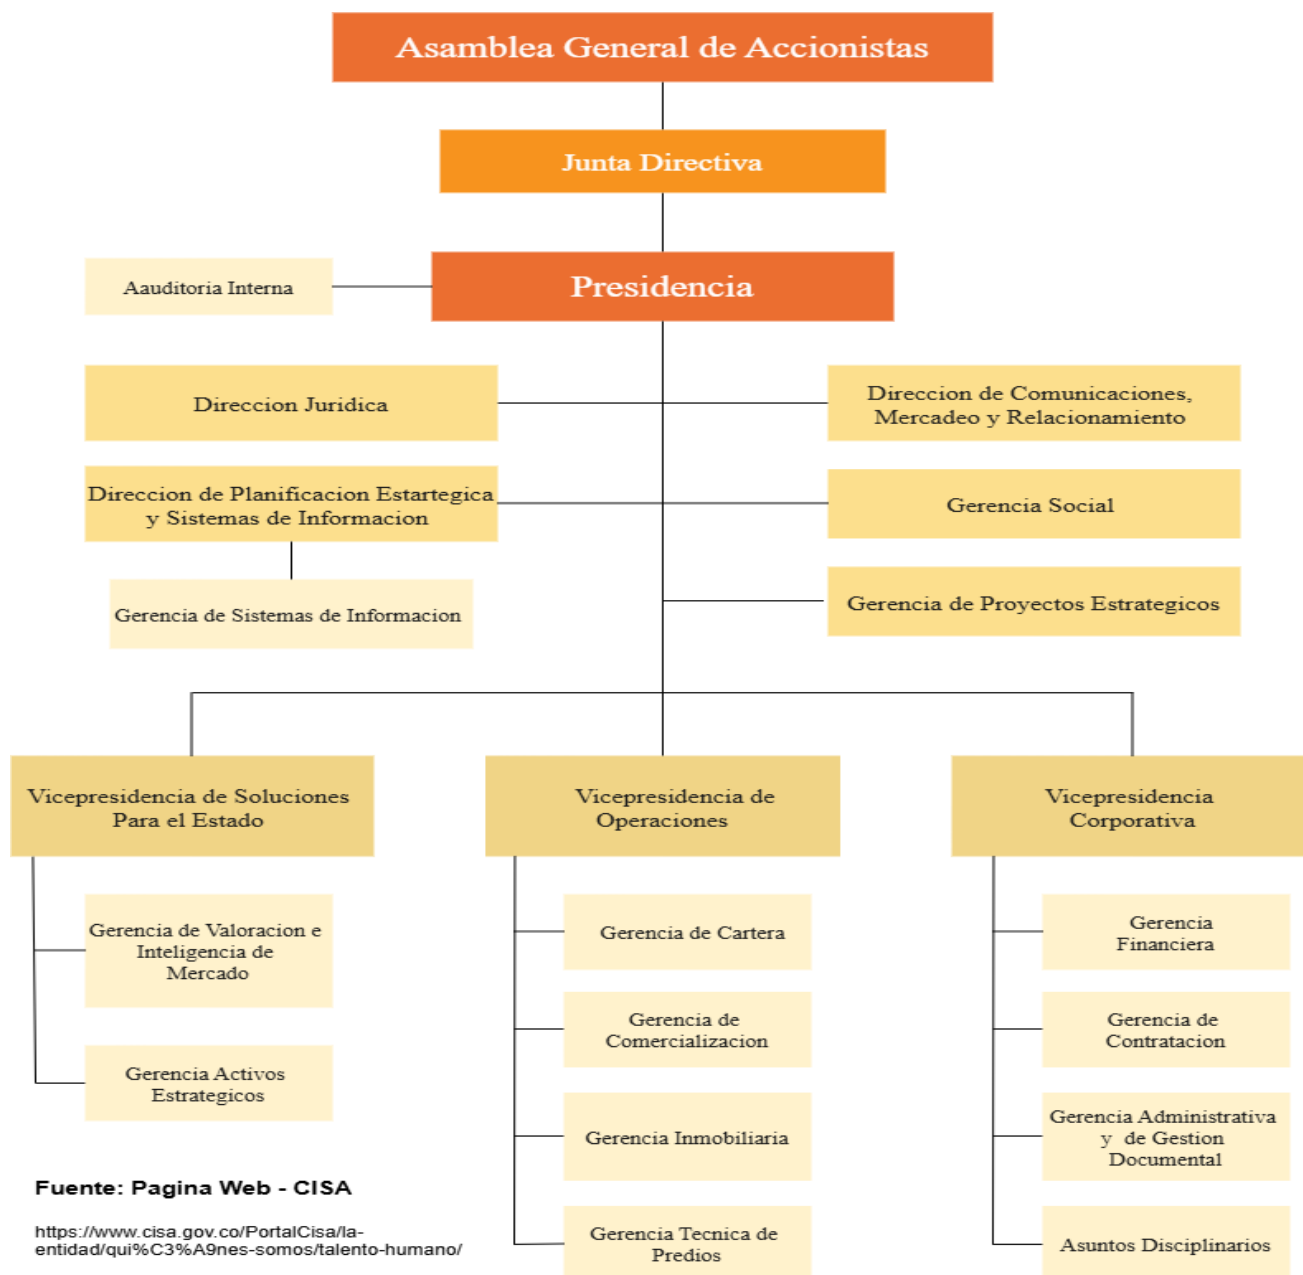 Asamblea General de Accionistas
Junta Directiva
Aauditoria Interna
Presidencia
Direccion Juridica
Direccion de Comunicaciones,
Mercadeo y Relacionamiento
Direccion de Planificacion Estartegica
y Sistemas de Informacion
Gerencia Social
Gerencia de Sistemas de Informacion
Gerencia de Proyectos Estrategicos
Vicepresidencia de Soluciones
Para el Estado
Vicepresidencia de
Operaciones
Vicepresidencia
Corporativa
Gerencia de Valoracion e
Inteligencia de
Mercado
Gerencia Activos
Estrategicos
Gerencia de Cartera
Gerencia de
Comercializacion
Gerencia Inmobiliaria
Gerencia Tecnica de
Predios
Gerencia
Financiera
Gerencia de
Contratacion
Gerencia Administrativa
y de Gestion
Documental
Asuntos Disciplinarios
Fuente: Pagina Web - CISA
https://www.cisa.gov.co/PortalCisa/la-
entidad/qui%C3%A9nes-somos/talento-humano/